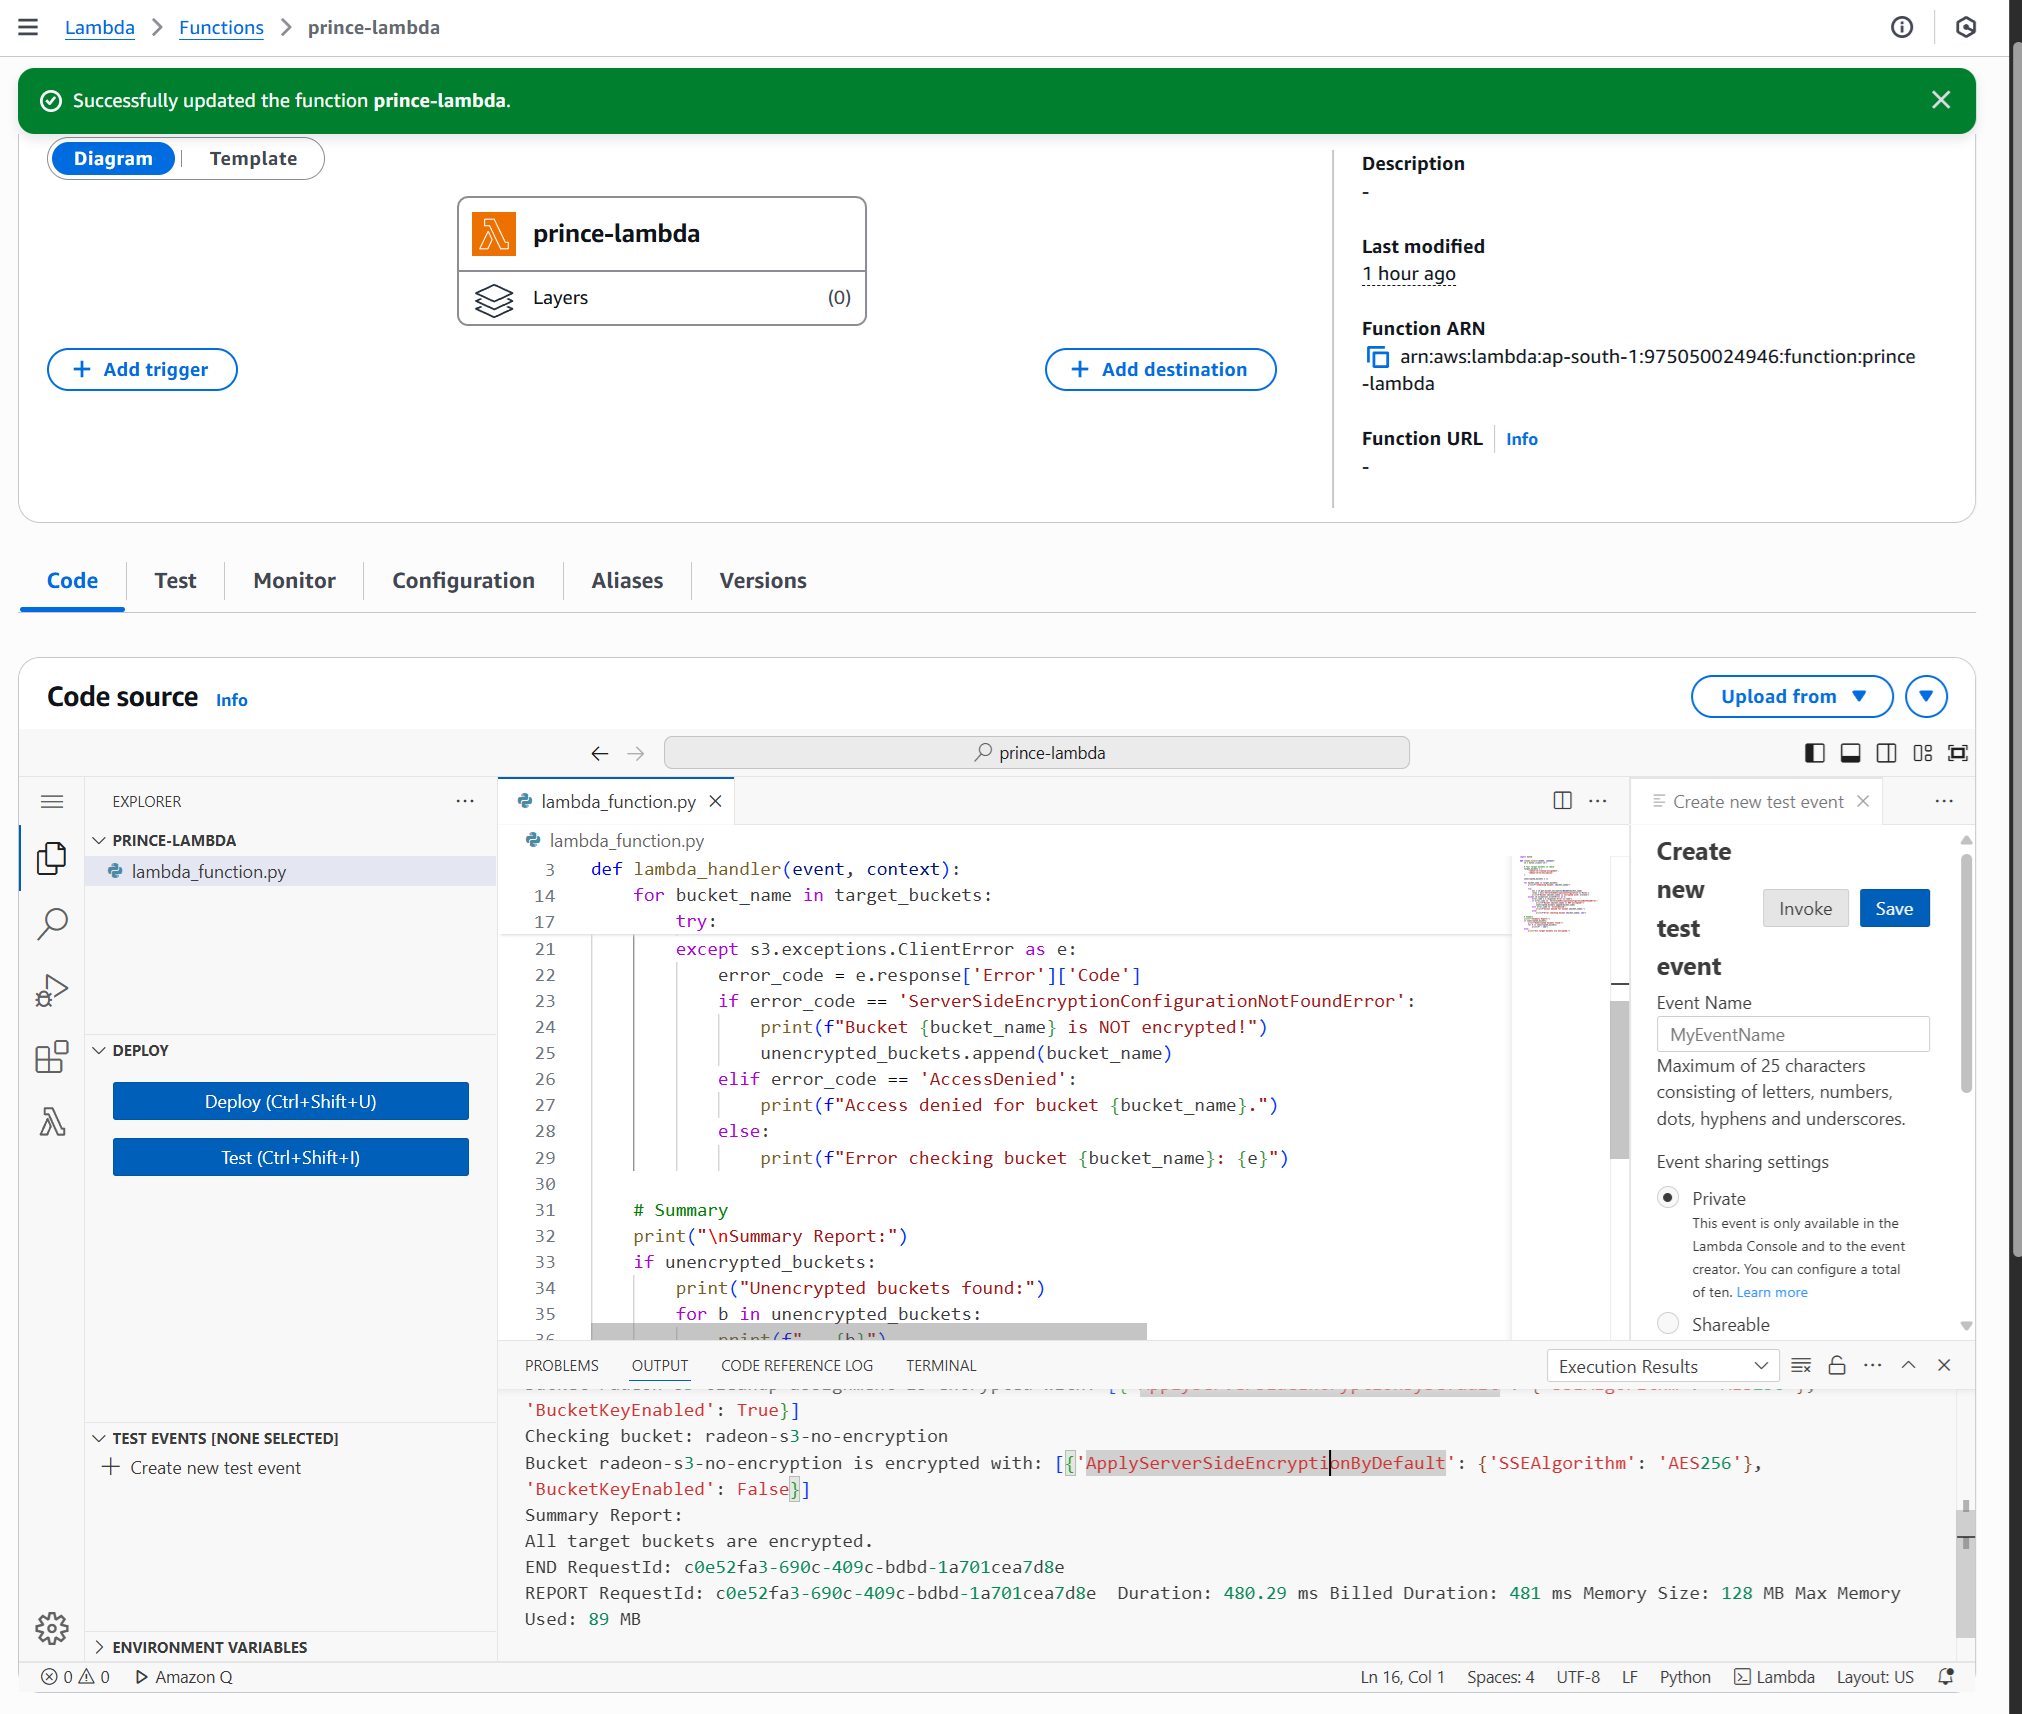 Lambda > Functions > prince-lambda
Successfully updated the function prince-lambda.
Diagram | Template
prince-lambda
Layers (0)
+ Add trigger
+ Add destination
Description
-
Last modified
1 hour ago
Function ARN
arn:aws:lambda:ap-south-1:975050024946:function:prince
-lambda
Function URL | Info
-
Code
Test
Monitor
Configuration
Aliases
Versions
Code source Info
Upload from
prince-lambda
EXPLORER
PRINCE-LAMBDA
lambda_function.py
DEPLOY
Deploy (Ctrl+Shift+U)
Test (Ctrl+Shift+I)
TEST EVENTS [NONE SELECTED]
Create new test event
ENVIRONMENT VARIABLES
lambda_function.py
lambda_function.py
3 def lambda_handler(event, context):
14 for bucket_name in target_buckets:
17 try:
21 except s3.exceptions.ClientError as e:
22 error_code = e.response['Error']['Code']
23 if error_code == 'ServerSideEncryptionConfigurationNotFoundError':
24 print(f"Bucket {bucket_name} is NOT encrypted!")
25 unencrypted_buckets.append(bucket_name)
26 elif error_code == 'AccessDenied':
27 print(f"Access denied for bucket {bucket_name}.")
28 else:
29 print(f"Error checking bucket {bucket_name}: {e}")
30
31 # Summary
32 print("\nSummary Report:")
33 if unencrypted_buckets:
34 print("Unencrypted buckets found:")
35 for b in unencrypted_buckets:
Create new test event
Create
new
test
event
Invoke
Save
Event Name
MyEventName
Maximum of 25 characters
consisting of letters, numbers,
dots, hyphens and underscores.
Event sharing settings
Private
This event is only available in the
Lambda Console and to the event
creator. You can configure a total
of ten. Learn more
Shareable
PROBLEMS OUTPUT CODE REFERENCE LOG TERMINAL
Execution Results
'BucketKeyEnabled': True}]
Checking bucket: radeon-s3-no-encryption
Bucket radeon-s3-no-encryption is encrypted with: [{'ApplyServerSideEncryptionByDefault': {'SSEAlgorithm': 'AES256'},
'BucketKeyEnabled': False}]
Summary Report:
All target buckets are encrypted.
END RequestId: c0e52fa3-690c-409c-bdbd-1a701cea7d8e
REPORT RequestId: c0e52fa3-690c-409c-bdbd-1a701cea7d8e Duration: 480.29 ms Billed Duration: 481 ms Memory Size: 128 MB Max Memory
Used: 89 MB
0 0 Amazon Q
Ln 16, Col 1 Spaces: 4 UTF-8 LF Python Lambda Layout: US